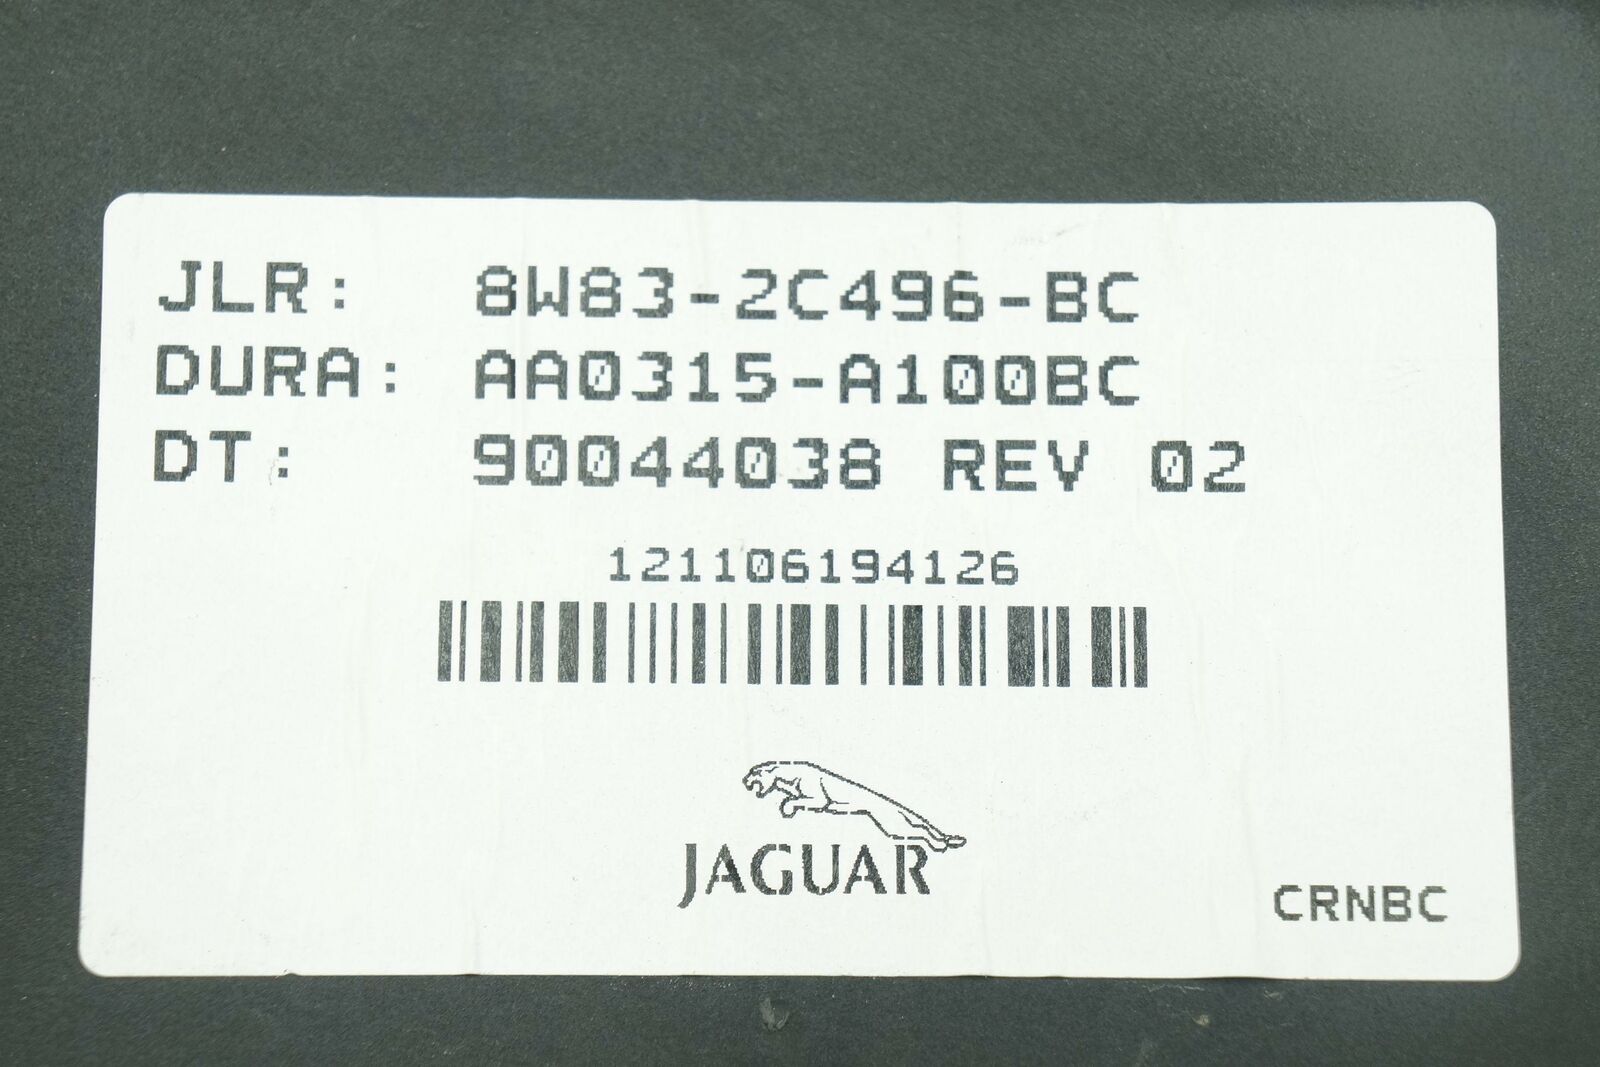 JLR: 8W83-2C496-BC
DURA: AA0315-A100BC
DT: 90044038 REV 02
121106194126
JAGUAR
CRNBC